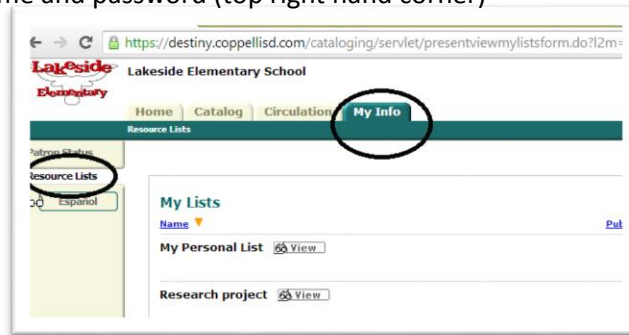 me and password (top right hand corner)
https://destiny.coppellisd.com/cataloging/servlet/presentviewmylistsform.do?l2m=
Lakeside
Elementary
Lakeside Elementary School
Home Catalog Circulation My Info
Resource Lists
Patron Status
Resource Lists
Español
My Lists
Name Pub
My Personal List View
Research project View